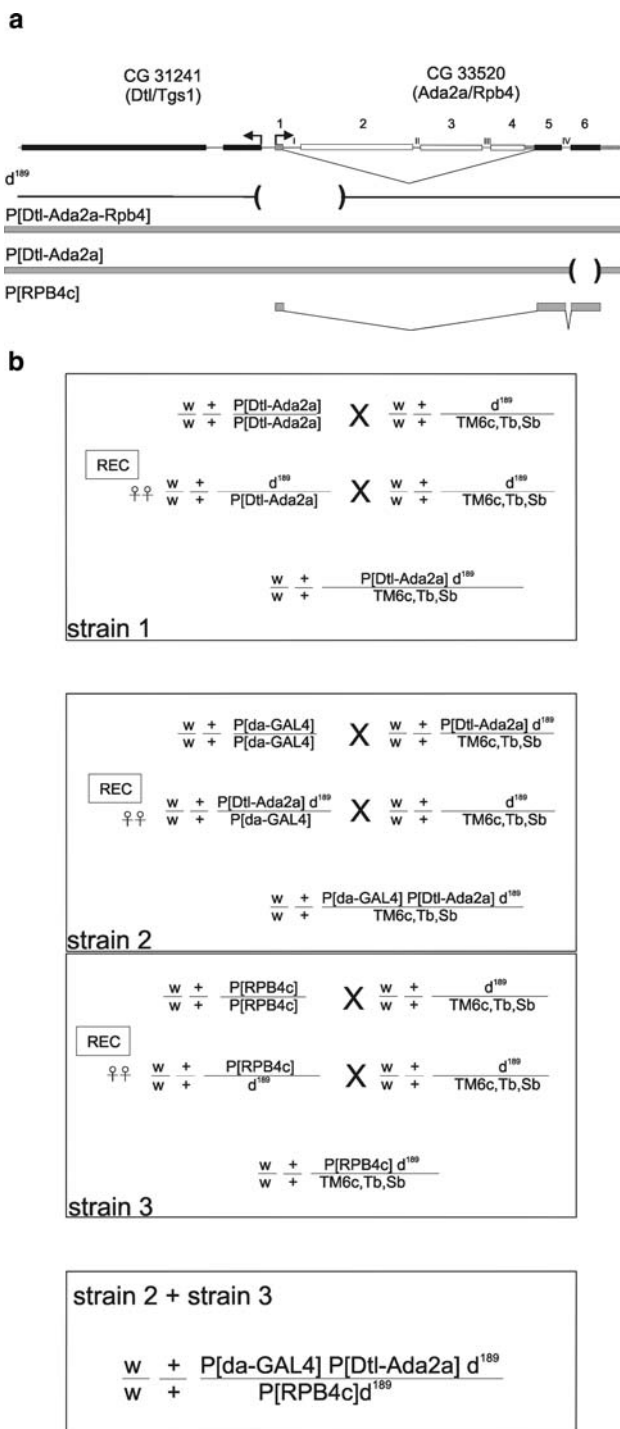 a
CG 31241 CG 33520
(Dtl/Tgs1) (Ada2a/Rpb4)
1 2 3 4 5 6
I II III IV
d¹⁸⁹
( )
P[Dtl-Ada2a-Rpb4]
P[Dtl-Ada2a]
( )
P[RPB4c]
b
w + P[Dtl-Ada2a] X w + d¹⁸⁹
w + P[Dtl-Ada2a] w + TM6c,Tb,Sb
REC
♀♀ w + d¹⁸⁹ X w + d¹⁸⁹
w + P[Dtl-Ada2a] w + TM6c,Tb,Sb
w + P[Dtl-Ada2a] d¹⁸⁹
w + TM6c,Tb,Sb
strain 1
w + P[da-GAL4] X w + P[Dtl-Ada2a] d¹⁸⁹
w + P[da-GAL4] w + TM6c,Tb,Sb
REC
♀♀ w + P[Dtl-Ada2a] d¹⁸⁹ X w + d¹⁸⁹
w + P[da-GAL4] w + TM6c,Tb,Sb
w + P[da-GAL4] P[Dtl-Ada2a] d¹⁸⁹
w + TM6c,Tb,Sb
strain 2
w + P[RPB4c] X w + d¹⁸⁹
w + P[RPB4c] w + TM6c,Tb,Sb
REC
♀♀ w + P[RPB4c] X w + d¹⁸⁹
w + d¹⁸⁹ w + TM6c,Tb,Sb
w + P[RPB4c] d¹⁸⁹
w + TM6c,Tb,Sb
strain 3
strain 2 + strain 3
w + P[da-GAL4] P[Dtl-Ada2a] d¹⁸⁹
w + P[RPB4c]d¹⁸⁹